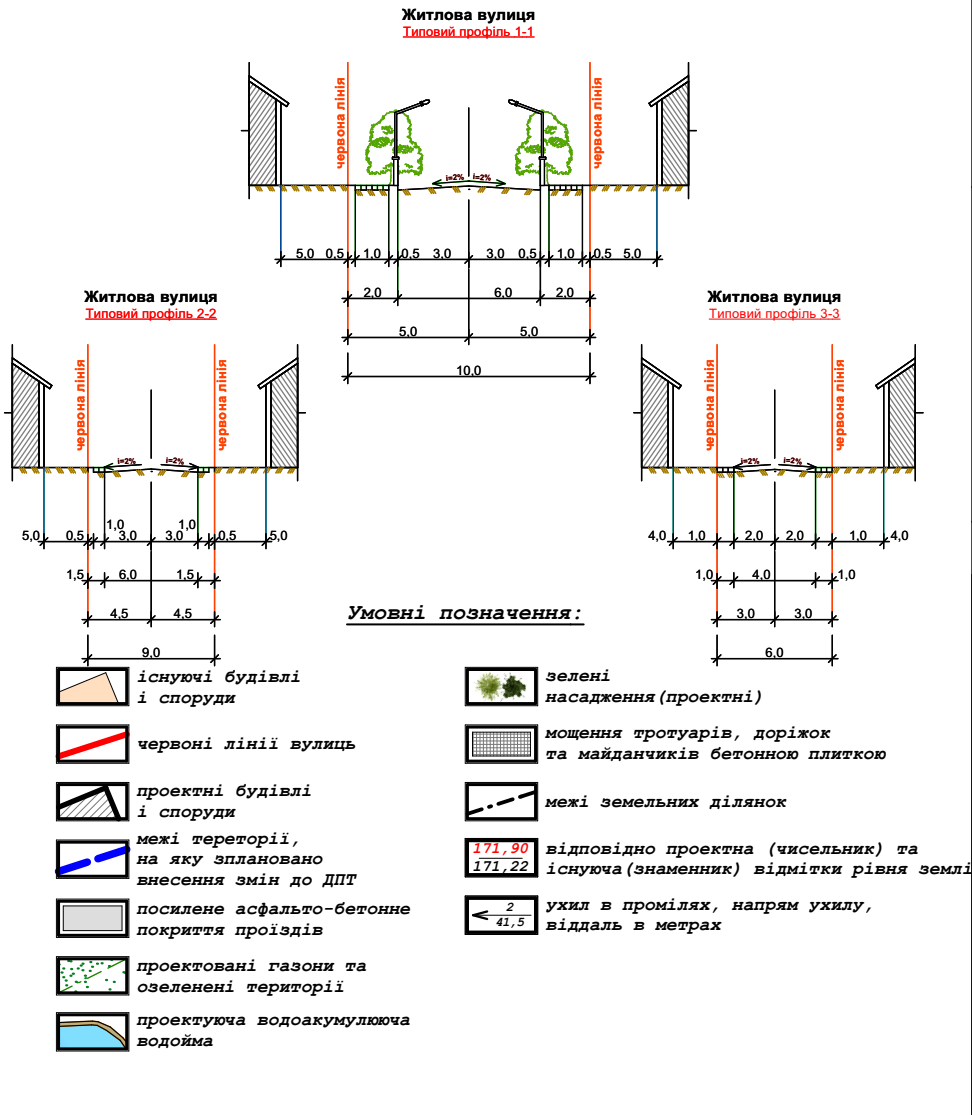 Житлова вулиця
Типовий профіль 1-1
червона лінія
червона лінія
i=2% i=2%
5,0 0.5 1,0 0.5 3.0 3.0 0.5 1,0 0.5 5,0
2,0 6,0 2,0
5,0 5,0
10,0
Житлова вулиця
Типовий профіль 2-2
червона лінія
червона лінія
i=2% i=2%
1,0 1,0
5,0 0.5 3.0 3.0 0.5 5,0
1,5 6,0 1,5
4,5 4,5
9,0
Житлова вулиця
Типовий профіль 3-3
червона лінія
червона лінія
i=2% i=2%
4,0 1,0 2,0 2,0 1,0 4,0
1,0 4,0 1,0
3,0 3,0
6,0
Умовні позначення:
існуючі будівлі
і споруди
червоні лінії вулиць
проектні будівлі
і споруди
межі тереторії,
на яку зплановано
внесення змін до ДПТ
посилене асфальто-бетонне
покриття проїздів
проектовані газони та
озеленені території
проектуюча водоакумулююча
водойма
зелені
насадження(проектні)
мощення тротуарів, доріжок
та майданчиків бетонною плиткою
межі земельних ділянок
171,90
171,22
відповідно проектна (чисельник) та
існуюча(знаменник) відмітки рівня землі
2
41,5
ухил в промілях, напрям ухилу,
віддаль в метрах